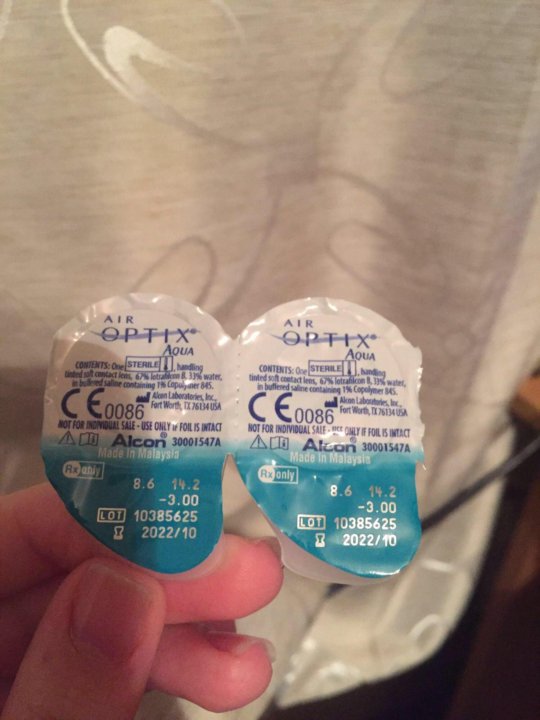 AIR
OPTIX®
AQUA
CONTENTS: One STERILE, handling
tinted soft contact lens, 67% lotrafilcon B, 33% water,
in buffered saline containing 1% Copolymer 845.
CE 0086 Alcon Laboratories, Inc.,
Fort Worth, TX 76134 USA
NOT FOR INDIVIDUAL SALE - USE ONLY IF FOIL IS INTACT
Alcon® 30001547A
Made in Malaysia
Rx only
8.6 14.2
-3.00
LOT 10385625
2022/10
AIR
OPTIX®
AQUA
CONTENTS: One STERILE, handling
tinted soft contact lens, 67% lotrafilcon B, 33% water,
in buffered saline containing 1% Copolymer 845.
CE 0086 Alcon Laboratories, Inc.,
Fort Worth, TX 76134 USA
NOT FOR INDIVIDUAL SALE - USE ONLY IF FOIL IS INTACT
Alcon® 30001547A
Made in Malaysia
Rx only
8.6 14.2
-3.00
LOT 10385625
2022/10